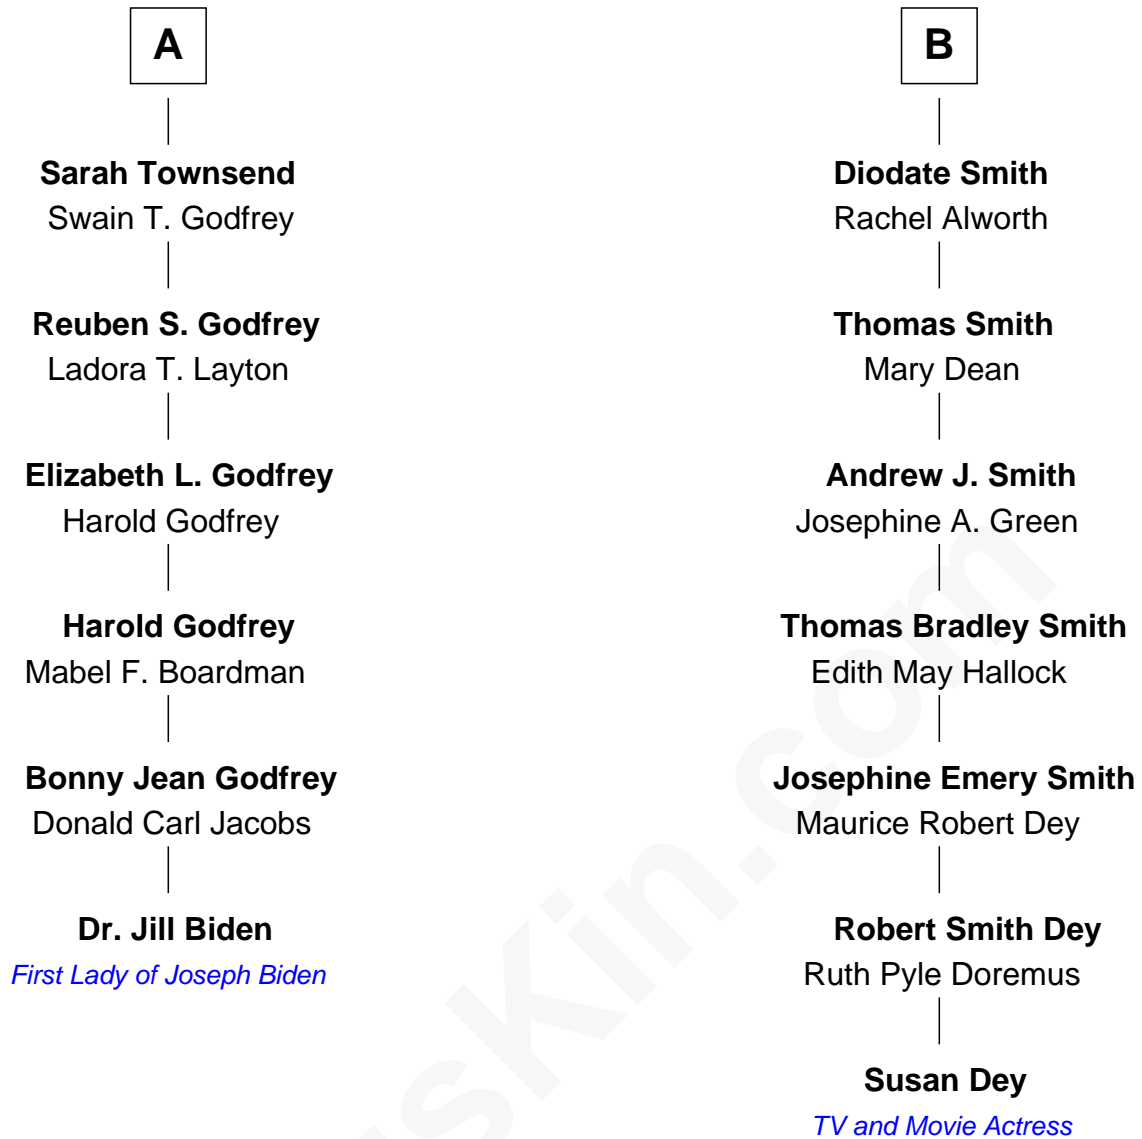 A
Sarah Townsend
Swain T. Godfrey
Reuben S. Godfrey
Ladora T. Layton
Elizabeth L. Godfrey
Harold Godfrey
Harold Godfrey
Mabel F. Boardman
Bonny Jean Godfrey
Donald Carl Jacobs
Dr. Jill Biden
First Lady of Joseph Biden
B
Diodate Smith
Rachel Alworth
Thomas Smith
Mary Dean
Andrew J. Smith
Josephine A. Green
Thomas Bradley Smith
Edith May Hallock
Josephine Emery Smith
Maurice Robert Dey
Robert Smith Dey
Ruth Pyle Doremus
Susan Dey
TV and Movie Actress